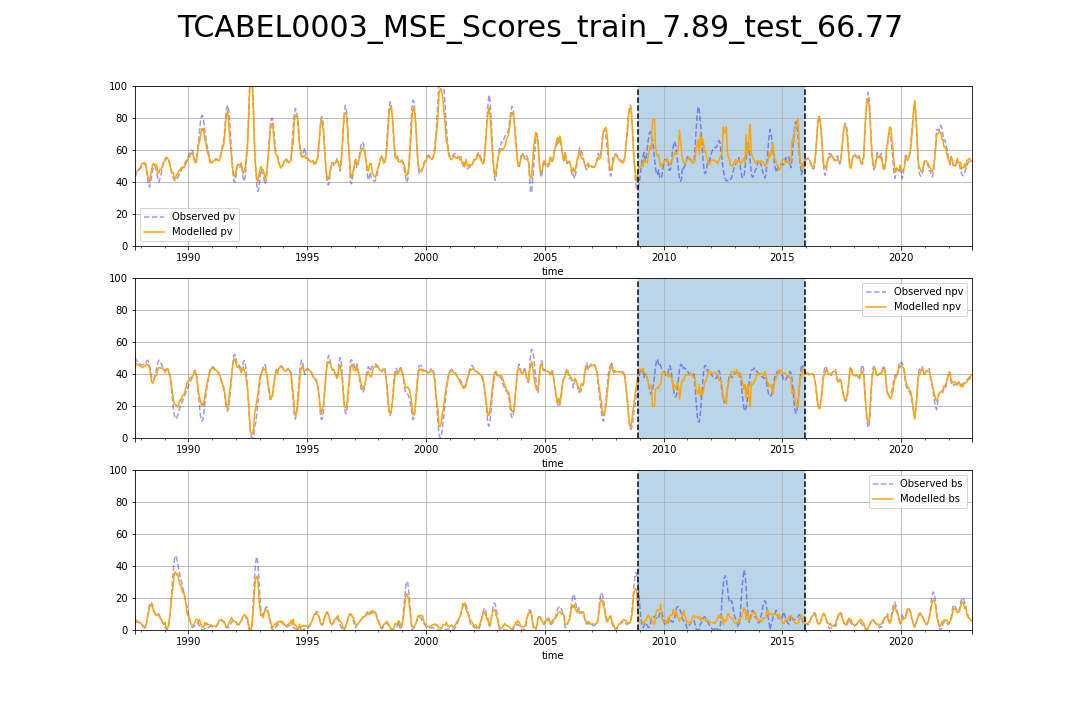 TCABEL0003_MSE_Scores_train_7.89_test_66.77
100
80
60
40
20
0
Observed pv
Modelled pv
1990 1995 2000 2005 2010 2015 2020
time
100
80
60
40
20
0
Observed npv
Modelled npv
1990 1995 2000 2005 2010 2015 2020
time
100
80
60
40
20
0
Observed bs
Modelled bs
1990 1995 2000 2005 2010 2015 2020
time